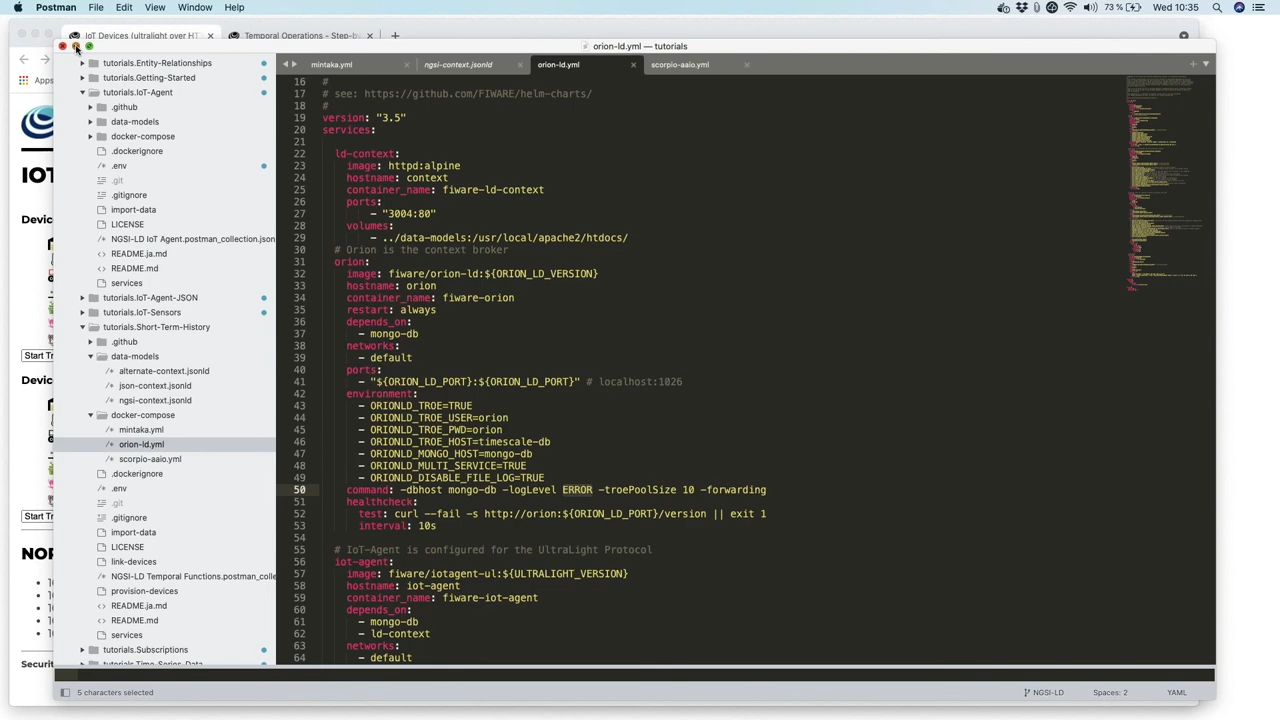 Postman File Edit View Window Help
73 % Wed 10:35
IoT Devices (ultralight over HT
Temporal Operations - Step-b
orion-ld.yml — tutorials
mintaka.yml
ngsi-context.jsonld
orion-ld.yml
scorpio-aaio.yml
Apps
IOT
Device
Start Tr
Device
Start Tr
NOR
Securit
tutorials.Entity-Relationships
tutorials.Getting-Started
tutorials.IoT-Agent
.github
data-models
docker-compose
.dockerignore
.env
.git
.gitignore
import-data
LICENSE
NGSI-LD IoT Agent.postman_collection.json
README.ja.md
README.md
services
tutorials.IoT-Agent-JSON
tutorials.IoT-Sensors
tutorials.Short-Term-History
.github
data-models
alternate-context.jsonld
json-context.jsonld
ngsi-context.jsonld
docker-compose
mintaka.yml
orion-ld.yml
scorpio-aaio.yml
.dockerignore
.env
.git
.gitignore
import-data
LICENSE
link-devices
NGSI-LD Temporal Functions.postman_colle
provision-devices
README.ja.md
README.md
services
tutorials.Subscriptions
tutorials.Time-Series-Data
16 #
17 # see: https://github.com/FIWARE/helm-charts/
18 #
19 version: "3.5"
20 services:
21
22 ld-context:
23 image: httpd:alpine
24 hostname: context
25 container_name: fiware-ld-context
26 ports:
27 - "3004:80"
28 volumes:
29 - ../data-models:/usr/local/apache2/htdocs/
30 # Orion is the context broker
31 orion:
32 image: fiware/orion-ld:${ORION_LD_VERSION}
33 hostname: orion
34 container_name: fiware-orion
35 restart: always
36 depends_on:
37 - mongo-db
38 networks:
39 - default
40 ports:
41 - "${ORION_LD_PORT}:${ORION_LD_PORT}" # localhost:1026
42 environment:
43 - ORIONLD_TROE=TRUE
44 - ORIONLD_TROE_USER=orion
45 - ORIONLD_TROE_PWD=orion
46 - ORIONLD_TROE_HOST=timescale-db
47 - ORIONLD_MONGO_HOST=mongo-db
48 - ORIONLD_MULTI_SERVICE=TRUE
49 - ORIONLD_DISABLE_FILE_LOG=TRUE
50 command: -dbhost mongo-db -logLevel ERROR -troePoolSize 10 -forwarding
51 healthcheck:
52 test: curl --fail -s http://orion:${ORION_LD_PORT}/version || exit 1
53 interval: 10s
54
55 # IoT-Agent is configured for the UltraLight Protocol
56 iot-agent:
57 image: fiware/iotagent-ul:${ULTRALIGHT_VERSION}
58 hostname: iot-agent
59 container_name: fiware-iot-agent
60 depends_on:
61 - mongo-db
62 - ld-context
63 networks:
64 - default
5 characters selected
NGSI-LD Spaces: 2 YAML